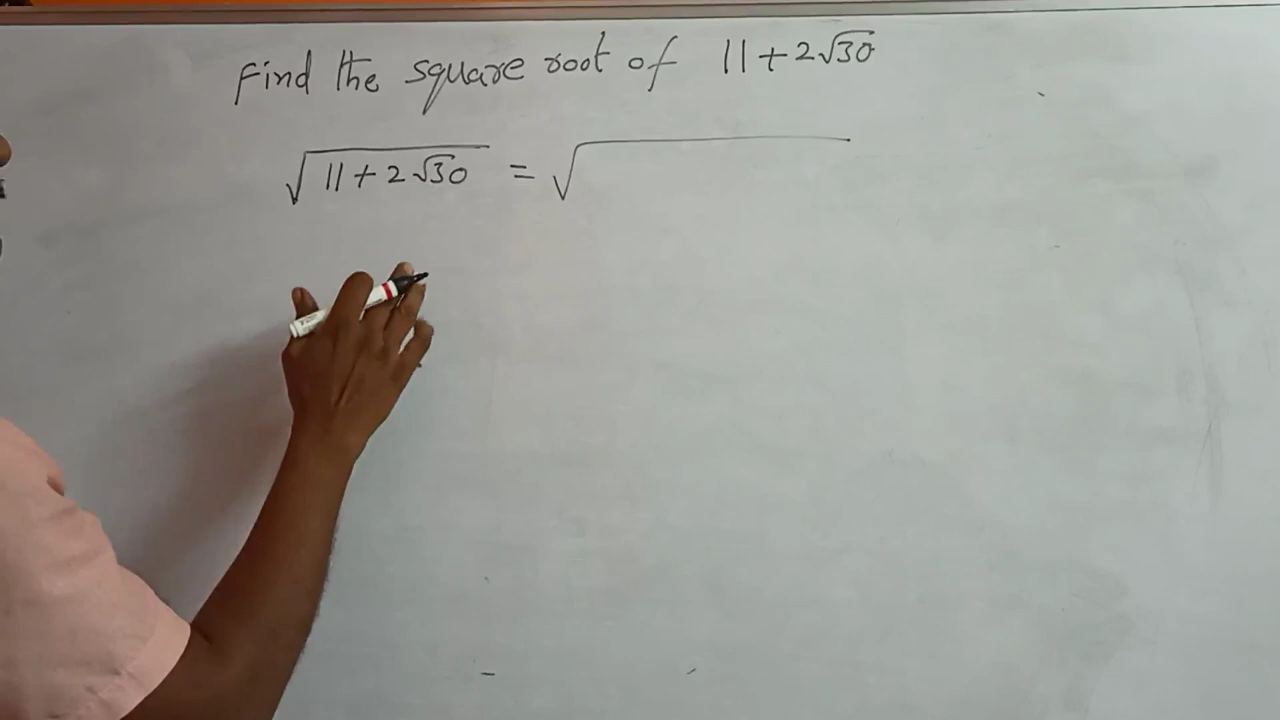 Find the square root of 11+2√30
√(11+2√30) = √